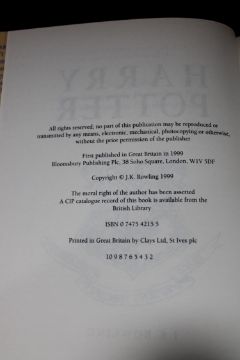 HARRY
POTTER
All rights reserved; no part of this publication may be reproduced or
transmitted by any means, electronic, mechanical, photocopying or otherwise,
without the prior permission of the publisher
First published in Great Britain in 1999
Bloomsbury Publishing Plc, 38 Soho Square, London, W1V 5DF
Copyright © J.K. Rowling 1999
The moral right of the author has been asserted
A CIP catalogue record of this book is available from the
British Library
ISBN 0 7475 4215 5
Printed in Great Britain by Clays Ltd, St Ives plc
10 9 8 7 6 5 4 3 2
J.K. ROWLING